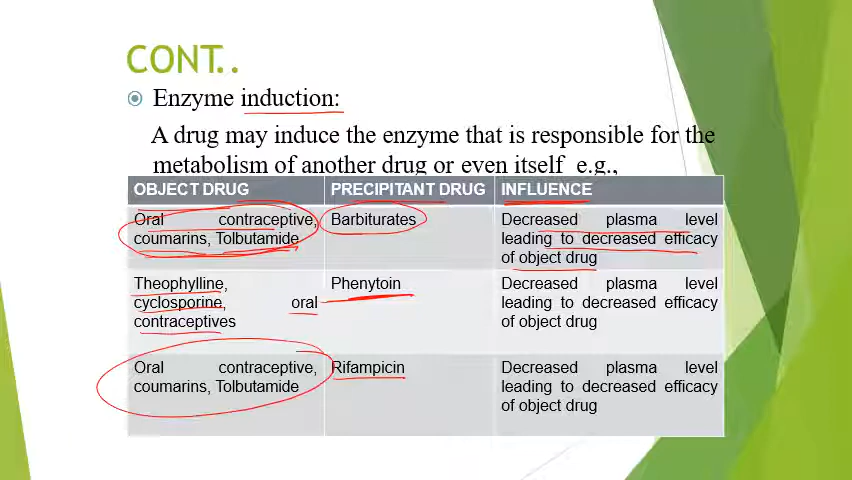 CONT..
Enzyme induction:
A drug may induce the enzyme that is responsible for the
metabolism of another drug or even itself e.g.,
OBJECT DRUG PRECIPITANT DRUG INFLUENCE
Oral contraceptive, Barbiturates Decreased plasma level
coumarins, Tolbutamide leading to decreased efficacy
of object drug
Theophylline, Phenytoin Decreased plasma level
cyclosporine, oral leading to decreased efficacy
contraceptives of object drug
Oral contraceptive, Rifampicin Decreased plasma level
coumarins, Tolbutamide leading to decreased efficacy
of object drug